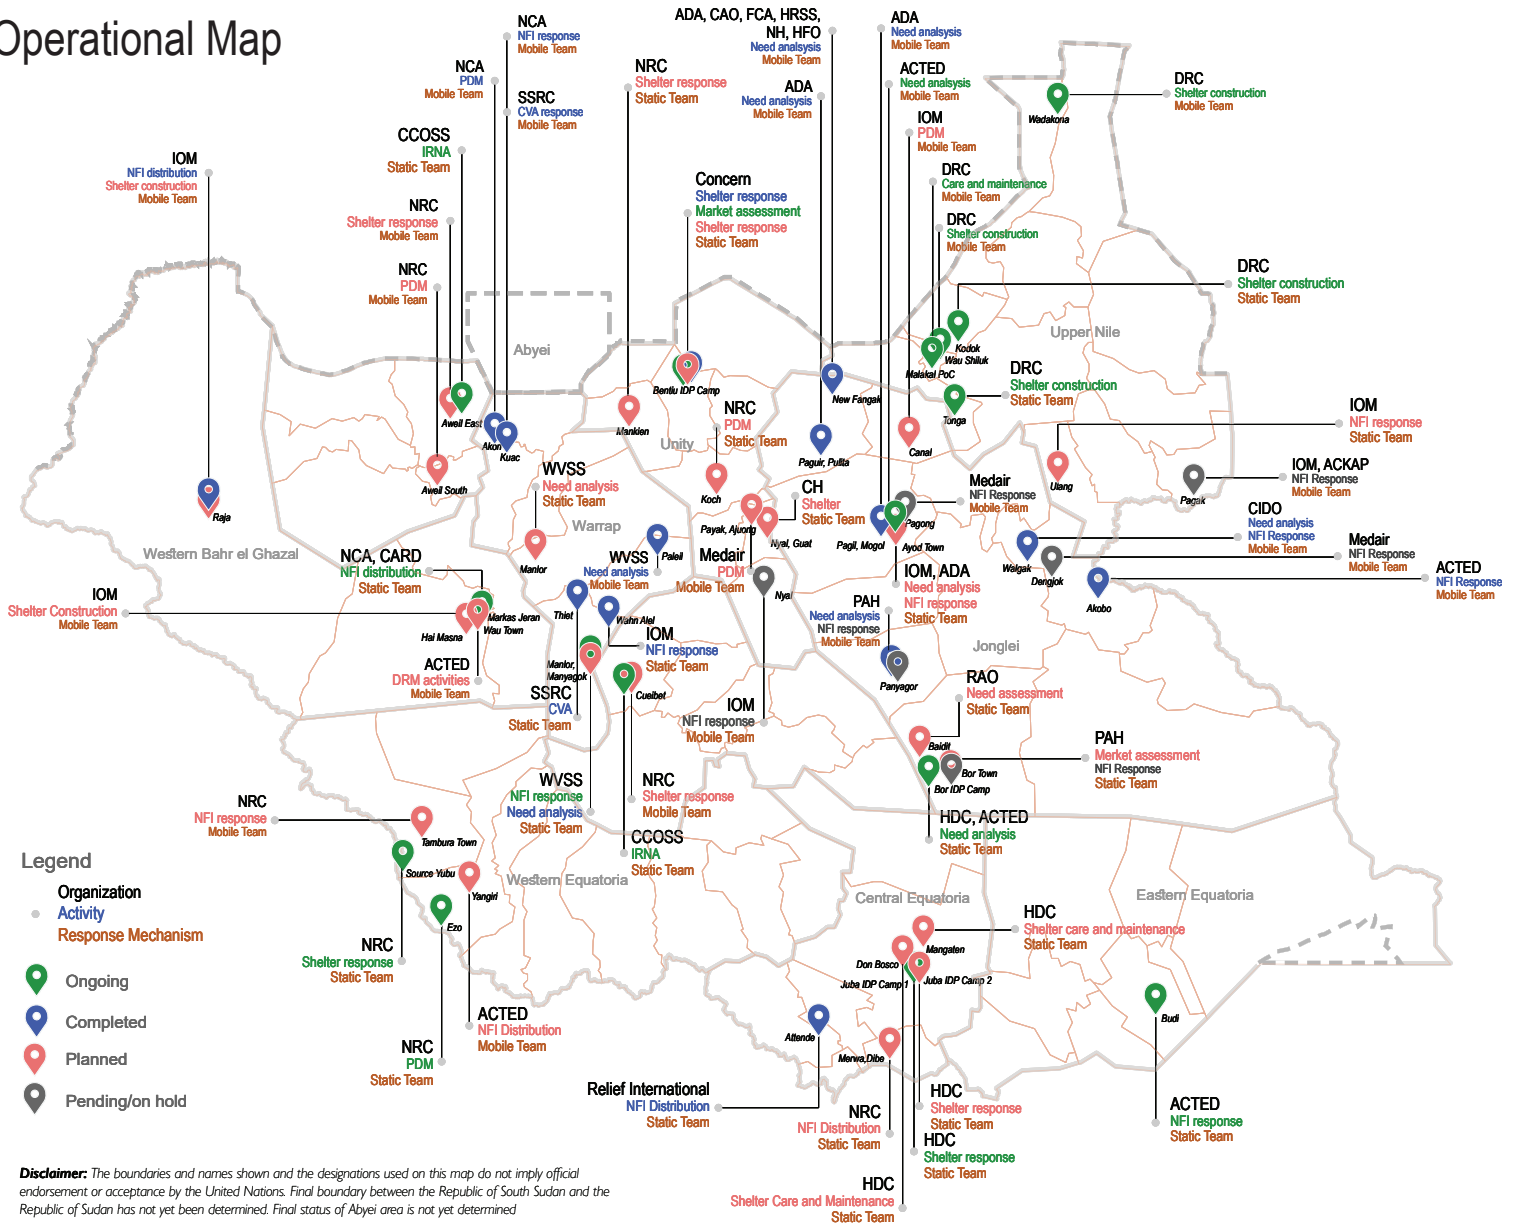 Operational Map
NCA
NFI response
Mobile Team
NCA
PDM
Mobile Team
SSRC
CVA response
Mobile Team
CCOSS
IRNA
Static Team
IOM
NFI distribution
Shelter construction
Mobile Team
NRC
Shelter response
Mobile Team
NRC
PDM
Mobile Team
NRC
Shelter response
Static Team
ADA, CAO, FCA, HRSS,
NH, HFO
Need analsysis
Mobile Team
ADA
Need analsysis
Mobile Team
Concern
Shelter response
Market assessment
Shelter response
Static Team
ADA
Need analsysis
Mobile Team
ACTED
Need analsysis
Mobile Team
IOM
PDM
Mobile Team
DRC
Care and maintenance
Mobile Team
DRC
Shelter construction
Mobile Team
DRC
Shelter construction
Mobile Team
Wadakona
DRC
Shelter construction
Static Team
Upper Nile
Kodok
Wau Shiluk
Malakal PoC
Abyei
Bentiu IDP Camp
DRC
Shelter construction
Static Team
Tonga
New Fangak
Aweil East
Akon
Kuac
Mankien
Unity
NRC
PDM
Static Team
Paguir, Pullta
Canal
IOM
NFI response
Static Team
Ulang
Aweil South
WVSS
Need analysis
Static Team
Koch
IOM, ACKAP
NFI Response
Mobile Team
Pagak
Raja
Warrap
CH
Shelter
Static Team
Payak, Ajuong
Nyal, Guat
Medair
NFI Response
Mobile Team
Pagong
Pagil, Mogol
Ayod Town
CIDO
Need analysis
NFI Response
Mobile Team
Walgak
Medair
NFI Response
Mobile Team
Dengjok
ACTED
NFI Response
Mobile Team
Akobo
Western Bahr el Ghazal
Manlor
Paleil
WVSS
Need analysis
Mobile Team
Medair
PDM
Mobile Team
Nyal
IOM, ADA
Need analysis
NFI response
Static Team
NCA, CARD
NFI distribution
Static Team
IOM
Shelter Construction
Mobile Team
Markas Jeran
Wau Town
Hai Masna
Thiet
Wahn Alel
PAH
Need analysis
NFI response
Mobile Team
Panyagor
Jonglei
IOM
NFI response
Static Team
ACTED
DRM activities
Mobile Team
Manlor,
Manyagok
Cueibet
SSRC
CVA
Static Team
IOM
NFI response
Mobile Team
RAO
Need assessment
Static Team
Baidit
PAH
Merket assessment
NFI Response
Static Team
Bor Town
Bor IDP Camp
WVSS
NFI response
Need analysis
Static Team
NRC
Shelter response
Mobile Team
CCOSS
IRNA
Static Team
HDC, ACTED
Need analysis
Static Team
NRC
NFI response
Mobile Team
Tambura Town
Source Yubu
Yangiri
Ezo
Western Equatoria
Central Equatoria
Eastern Equatoria
Legend
Organization
Activity
Response Mechanism
Ongoing
Completed
Planned
Pending/on hold
NRC
Shelter response
Static Team
ACTED
NFI Distribution
Mobile Team
NRC
PDM
Static Team
HDC
Shelter care and maintenance
Static Team
Mangaten
Don Bosco
Juba IDP Camp 1
Juba IDP Camp 2
Budi
Attende
Merwa,Dibe
Relief International
NFI Distribution
Static Team
NRC
NFI Distribution
Static Team
HDC
Shelter response
Static Team
HDC
Shelter response
Static Team
ACTED
NFI response
Static Team
HDC
Shelter Care and Maintenance
Static Team
Disclaimer: The boundaries and names shown and the designations used on this map do not imply official
endorsement or acceptance by the United Nations. Final boundary between the Republic of South Sudan and the
Republic of Sudan has not yet been determined. Final status of Abyei area is not yet determined